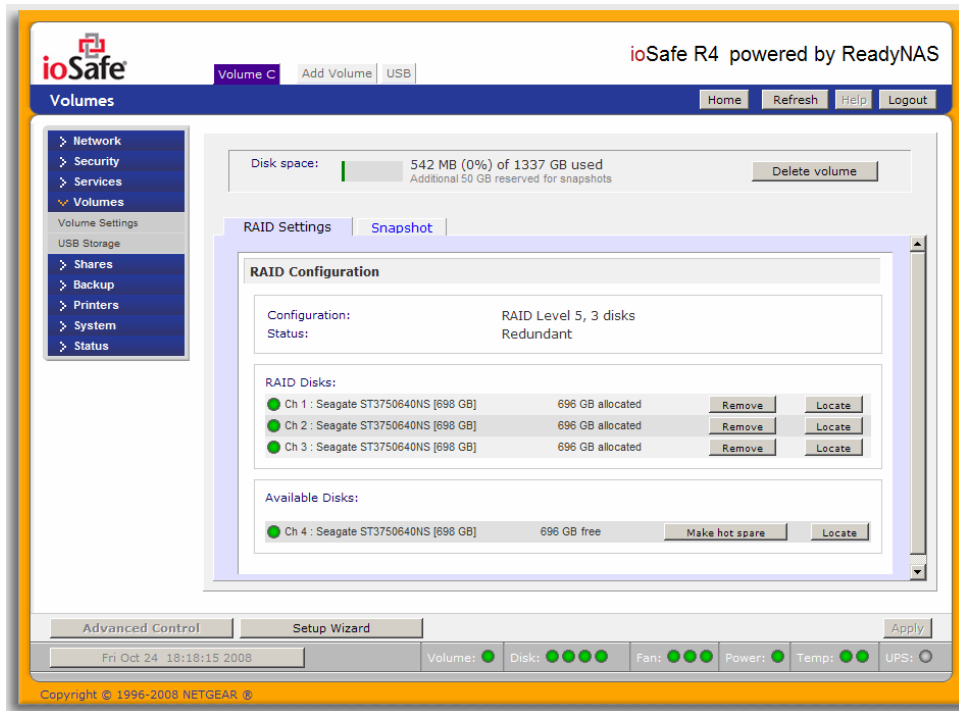 ioSafe
ioSafe R4 powered by ReadyNAS
Volume C Add Volume USB
Volumes
Home Refresh Help Logout
Network
Security
Services
Volumes
Volume Settings
USB Storage
Shares
Backup
Printers
System
Status
Disk space: 542 MB (0%) of 1337 GB used
Additional 50 GB reserved for snapshots
Delete volume
RAID Settings Snapshot
RAID Configuration
Configuration: RAID Level 5, 3 disks
Status: Redundant
RAID Disks:
Ch 1 : Seagate ST3750640NS [698 GB] 696 GB allocated Remove Locate
Ch 2 : Seagate ST3750640NS [698 GB] 696 GB allocated Remove Locate
Ch 3 : Seagate ST3750640NS [698 GB] 696 GB allocated Remove Locate
Available Disks:
Ch 4 : Seagate ST3750640NS [698 GB] 696 GB free Make hot spare Locate
Advanced Control Setup Wizard Apply
Fri Oct 24 18:18:15 2008 Volume: Disk: Fan: Power: Temp: UPS:
Copyright © 1996-2008 NETGEAR ®